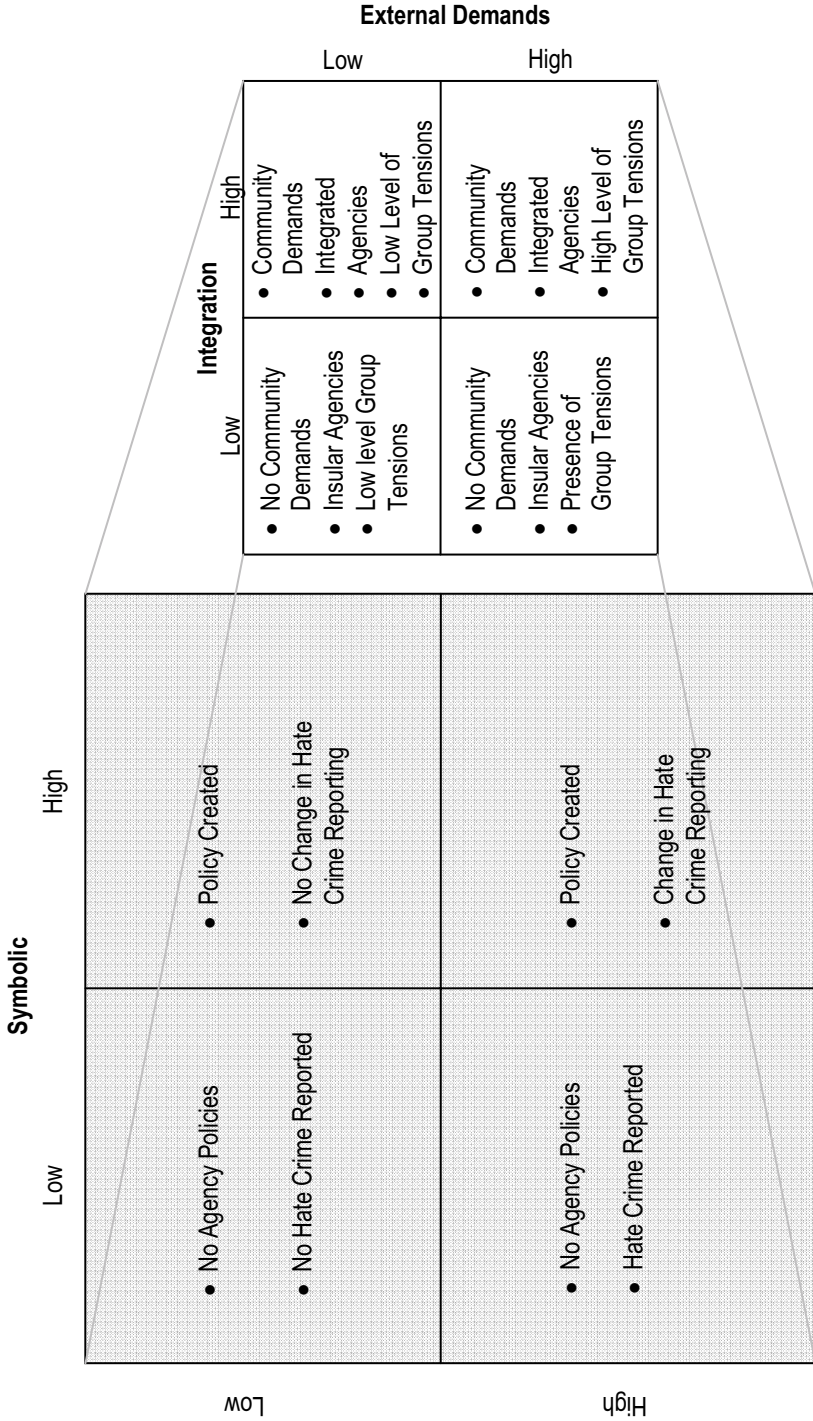 External Demands
Low
High
Integration
Low
High
• No Community
Demands
• Insular Agencies
• Low level Group
Tensions
• Community
Demands
• Integrated
• Agencies
• Low Level of
• Group Tensions
• No Community
Demands
• Insular Agencies
• Presence of
Group Tensions
• Community
Demands
• Integrated
Agencies
• High Level of
Group Tensions
Symbolic
Low
High
Low
High
• No Agency Policies
• No Hate Crime Reported
• Policy Created
• No Change in Hate
Crime Reporting
• No Agency Policies
• Hate Crime Reported
• Policy Created
• Change in Hate
Crime Reporting